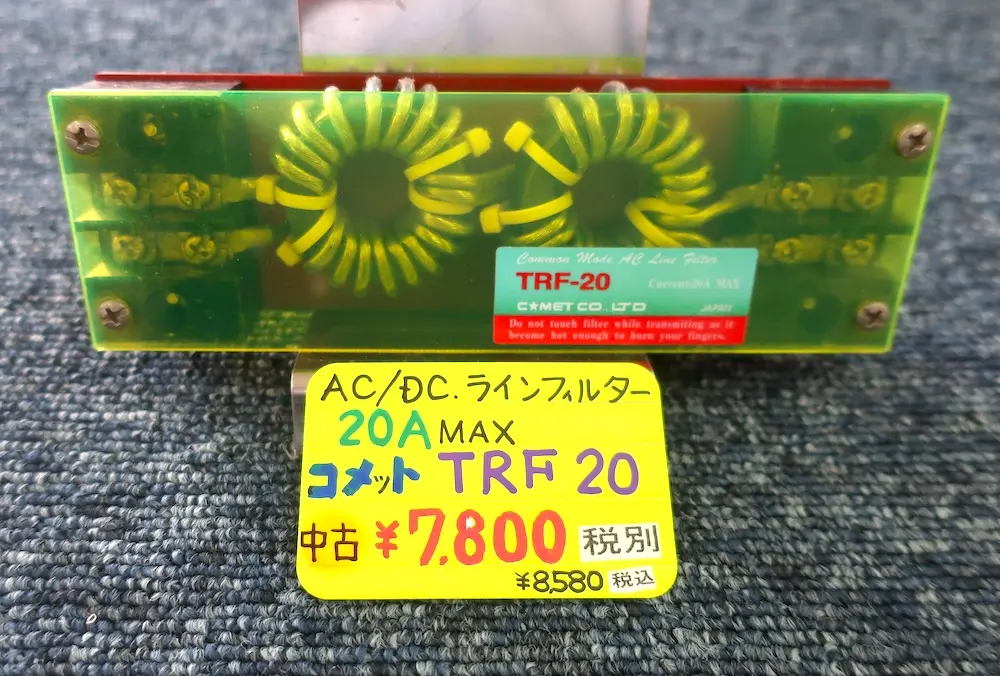 Common Mode AC Line Filter
TRF-20 Current:20A MAX
C★MET CO., LTD JAPAN
Do not touch filter while transmiting as it
become hot enough to burn your fingers.
AC/DC.ラインフィルター
20A MAX
コメット TRF 20
中古 ¥7,800 税別
¥8,580 税込